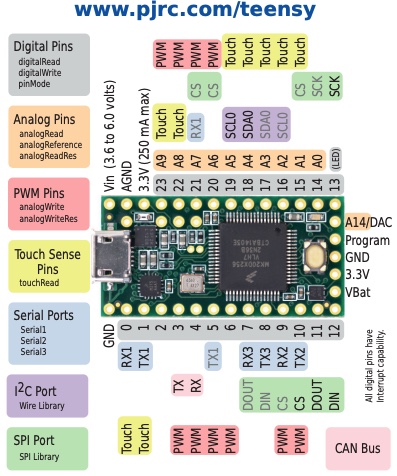 www.pjrc.com/teensy
Digital Pins
digitalRead
digitalWrite
pinMode
Analog Pins
analogRead
analogReference
analogReadRes
PWM Pins
analogWrite
analogWriteRes
Touch Sense
Pins
touchRead
Serial Ports
Serial1
Serial2
Serial3
I²C Port
Wire Library
SPI Port
SPI Library
PWM PWM PWM PWM Touch Touch Touch Touch Touch
CS CS CS SCK SCK
Touch Touch RX1 SCL0 SDA0 SDA0 SCL0
Vin (3.6 to 6.0 volts)
AGND
3.3V (250 mA max)
A9 A8 A7 A6 A5 A4 A3 A2 A1 A0 (LED)
23 22 21 20 19 18 17 16 15 14 13
A14/DAC
Program
GND
3.3V
VBat
GND 0 1 2 3 4 5 6 7 8 9 10 11 12
RX1 TX1 TX1 RX3 TX3 RX2 TX2
TX RX
DOUT DIN CS CS DOUT DIN
Touch Touch PWM PWM PWM PWM PWM PWM
All digital pins have
Interrupt capability.
CAN Bus